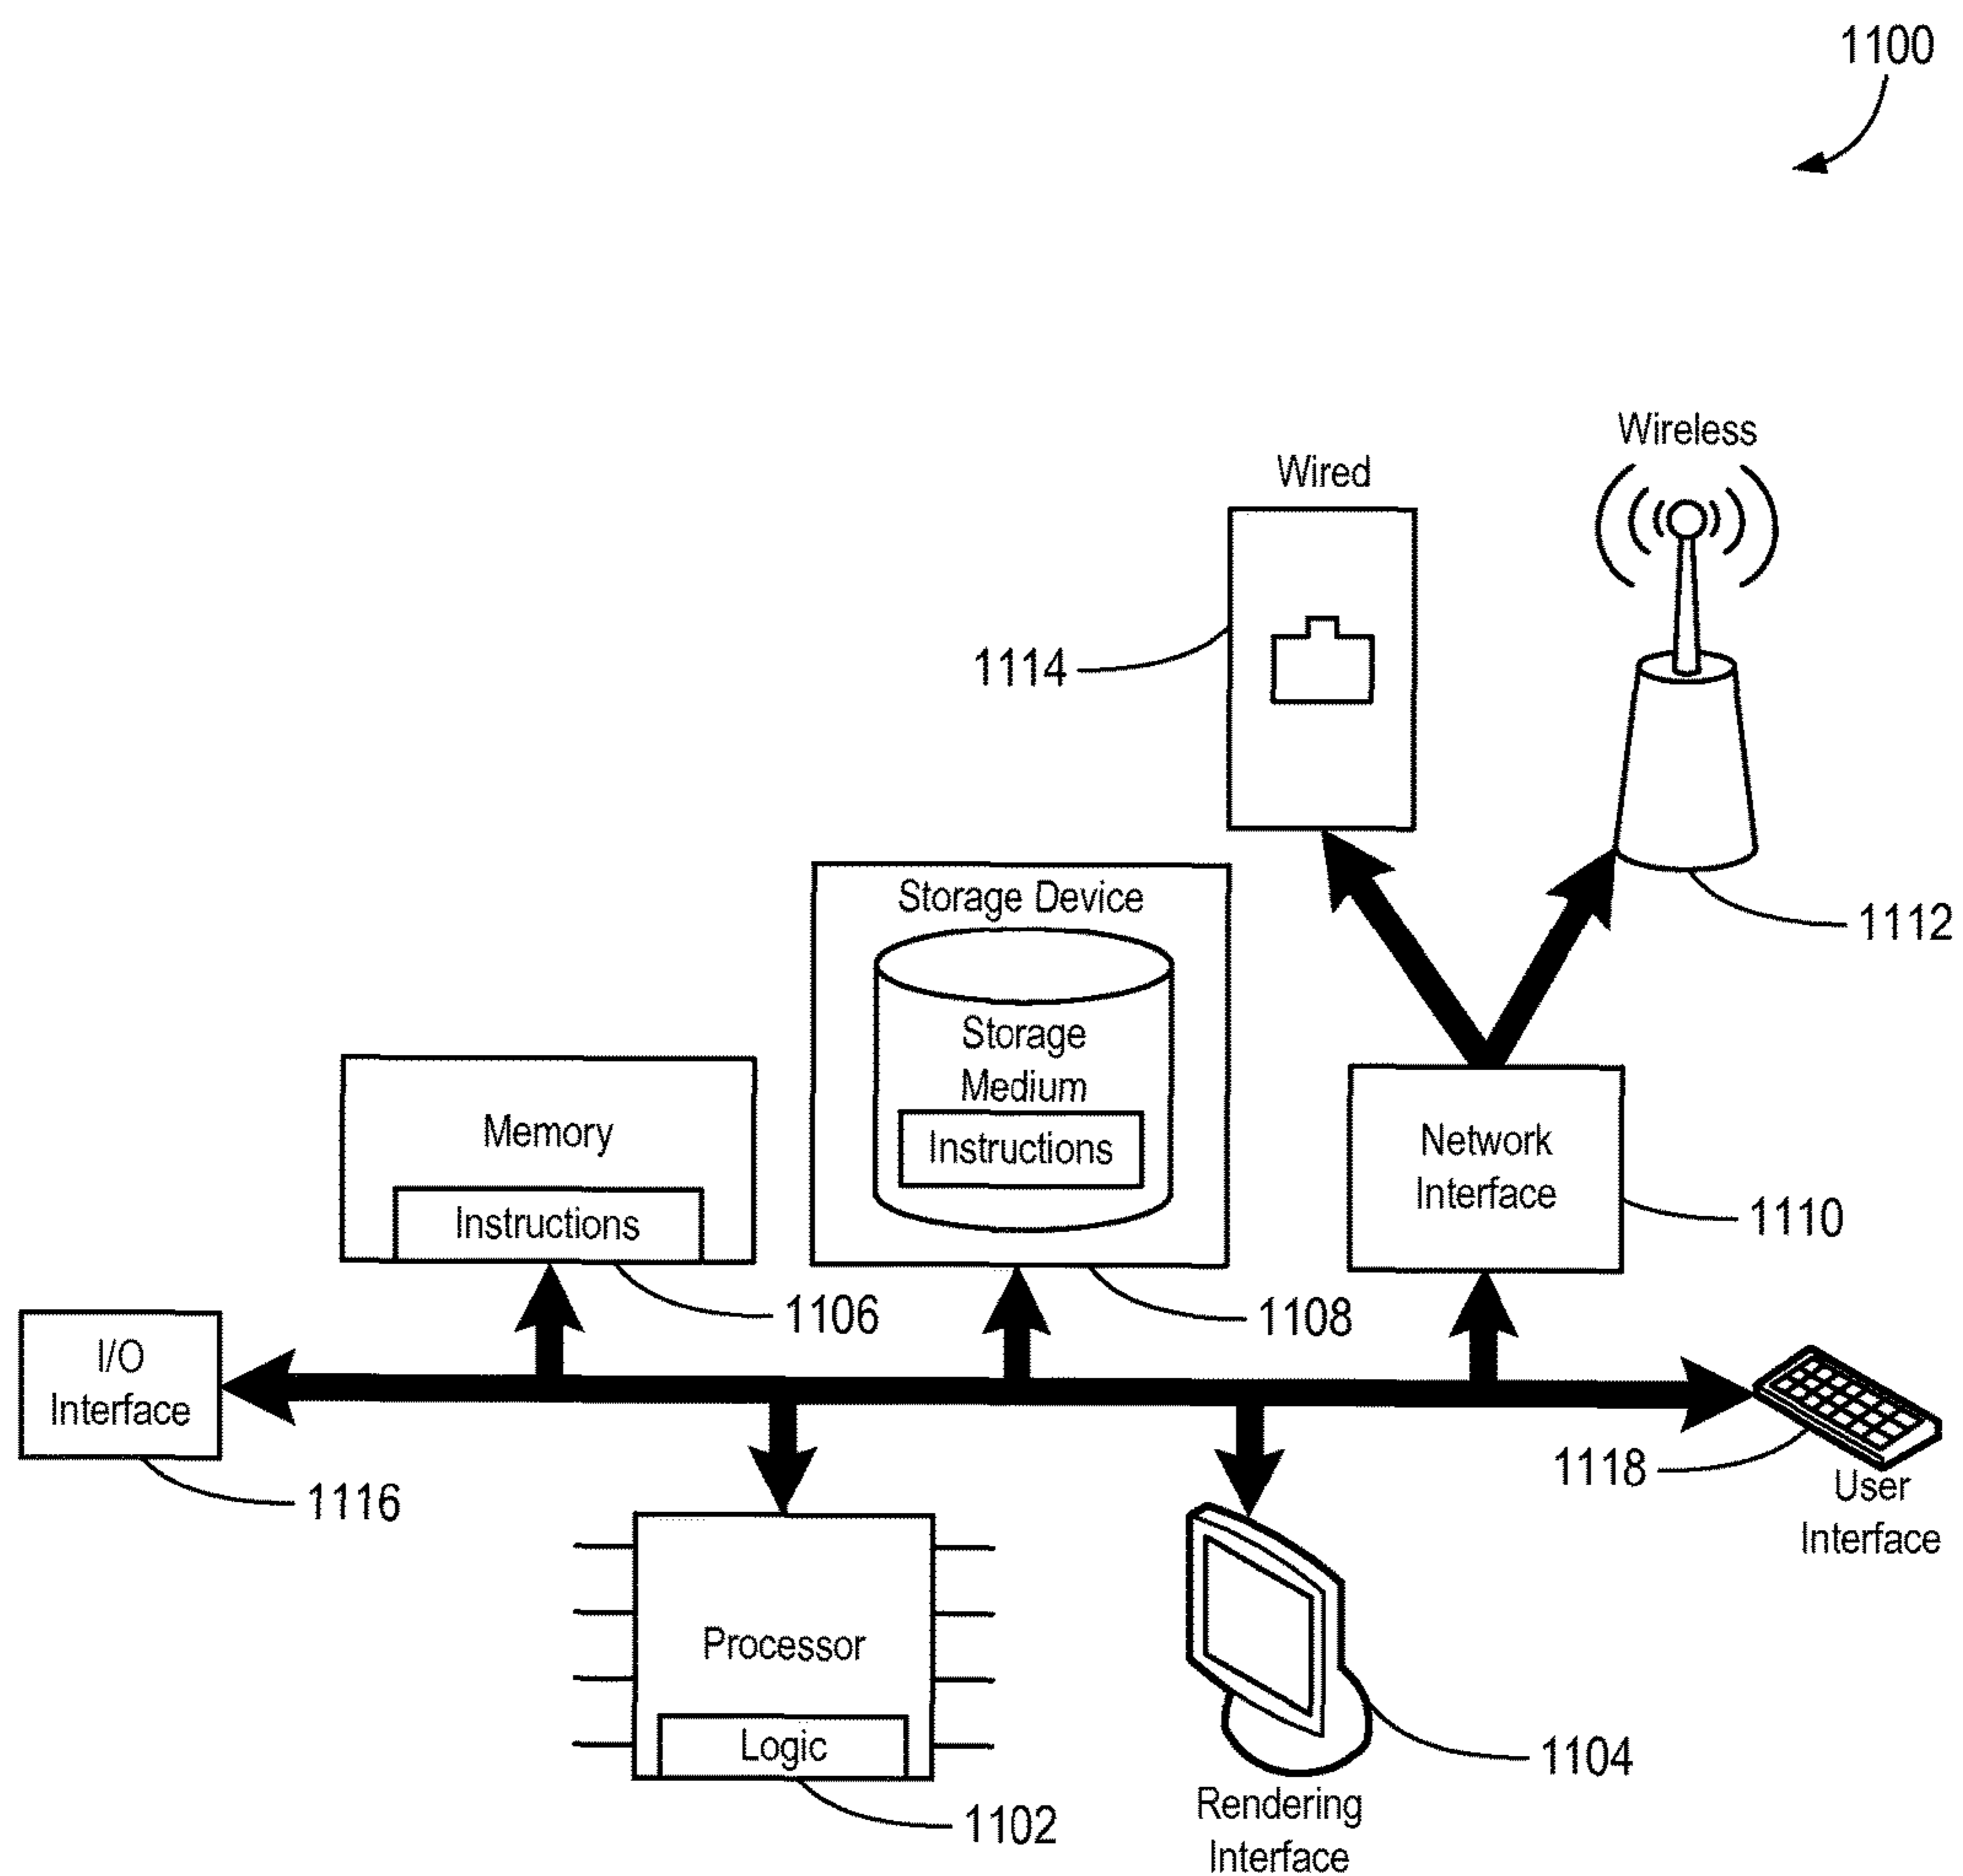 1100
Wireless
Wired
1114
1112
Storage Device
Storage
Medium
Instructions
Memory
Instructions
Network
Interface
1110
1106
1108
I/O
Interface
1116
1118
User
Interface
Processor
Logic
1102
1104
Rendering
Interface